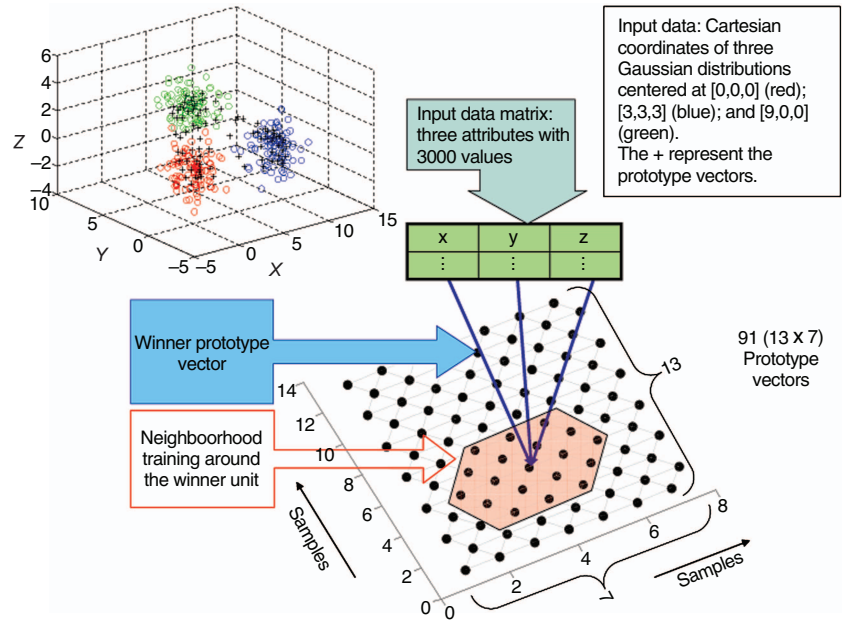 6
4
2
0
−2
−4
Z
10
5
0
−5
Y
−5
0
5
10
15
X
Input data matrix:
three attributes with
3000 values
Input data: Cartesian
coordinates of three
Gaussian distributions
centered at [0,0,0] (red);
[3,3,3] (blue); and [9,0,0]
(green).
The + represent the
prototype vectors.
x y z
⋮ ⋮ ⋮
Winner prototype
vector
91 (13 x 7)
Prototype
vectors
13
Neighboorhood
training around
the winner unit
14
12
10
8
6
4
2
0
Samples
0
2
4
6
8
7
Samples